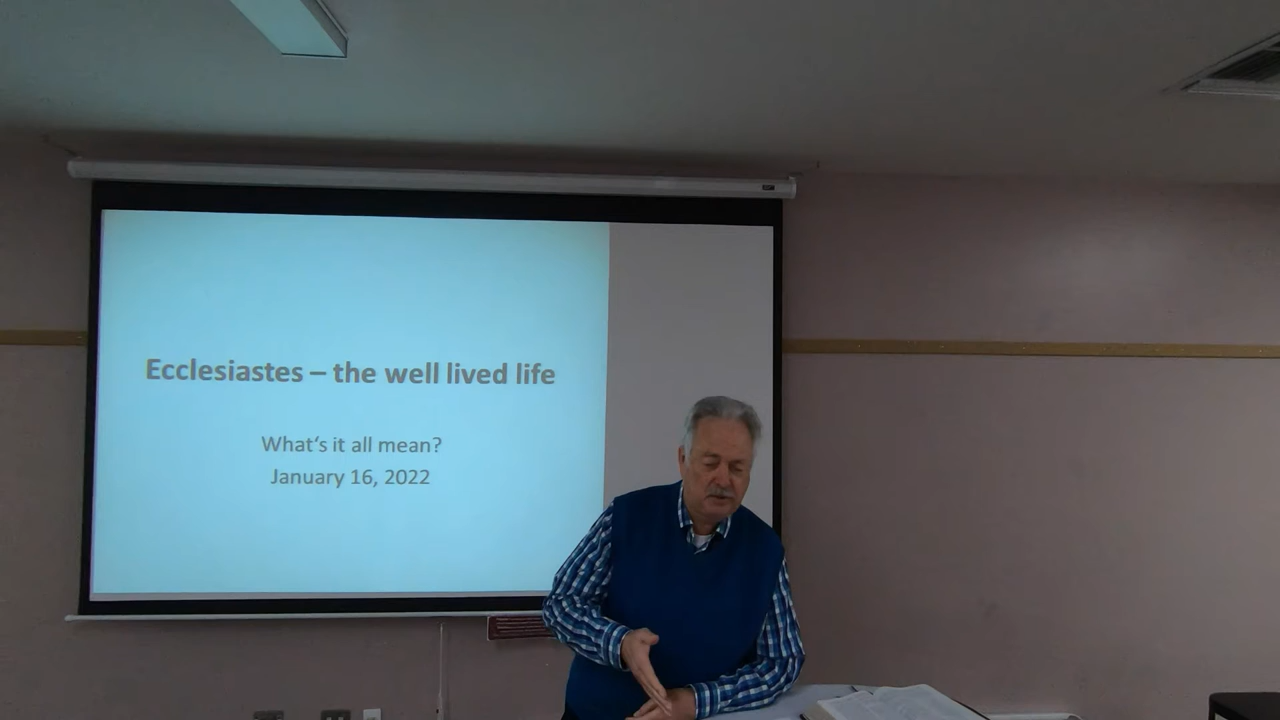 Ecclesiastes – the well lived life
What's it all mean?
January 16, 2022